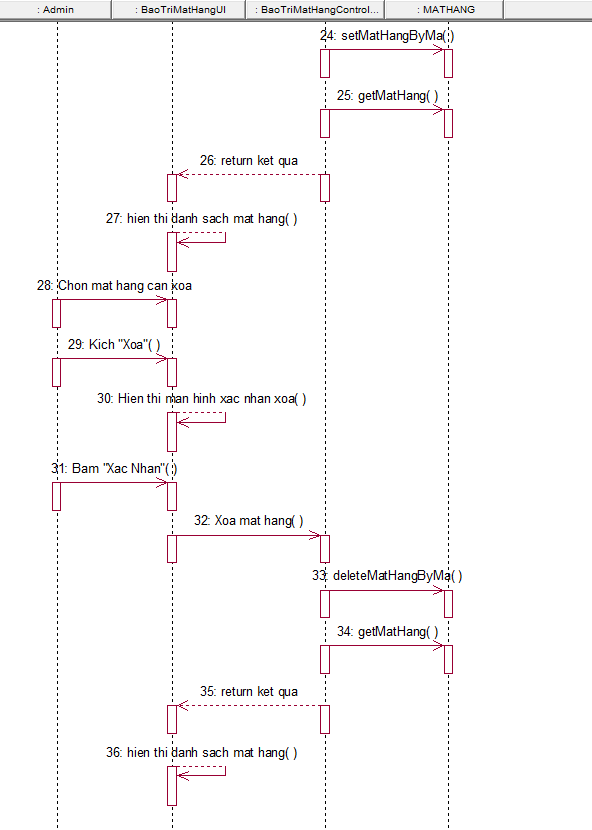 : Admin
: BaoTriMatHangUI
: BaoTriMatHangControl...
: MATHANG
24: setMatHangByMa( )
25: getMatHang( )
26: return ket qua
27: hien thi danh sach mat hang( )
28: Chon mat hang can xoa
29: Kich "Xoa"( )
30: Hien thi man hinh xac nhan xoa( )
31: Bam "Xac Nhan"( )
32: Xoa mat hang( )
33: deleteMatHangByMa( )
34: getMatHang( )
35: return ket qua
36: hien thi danh sach mat hang( )